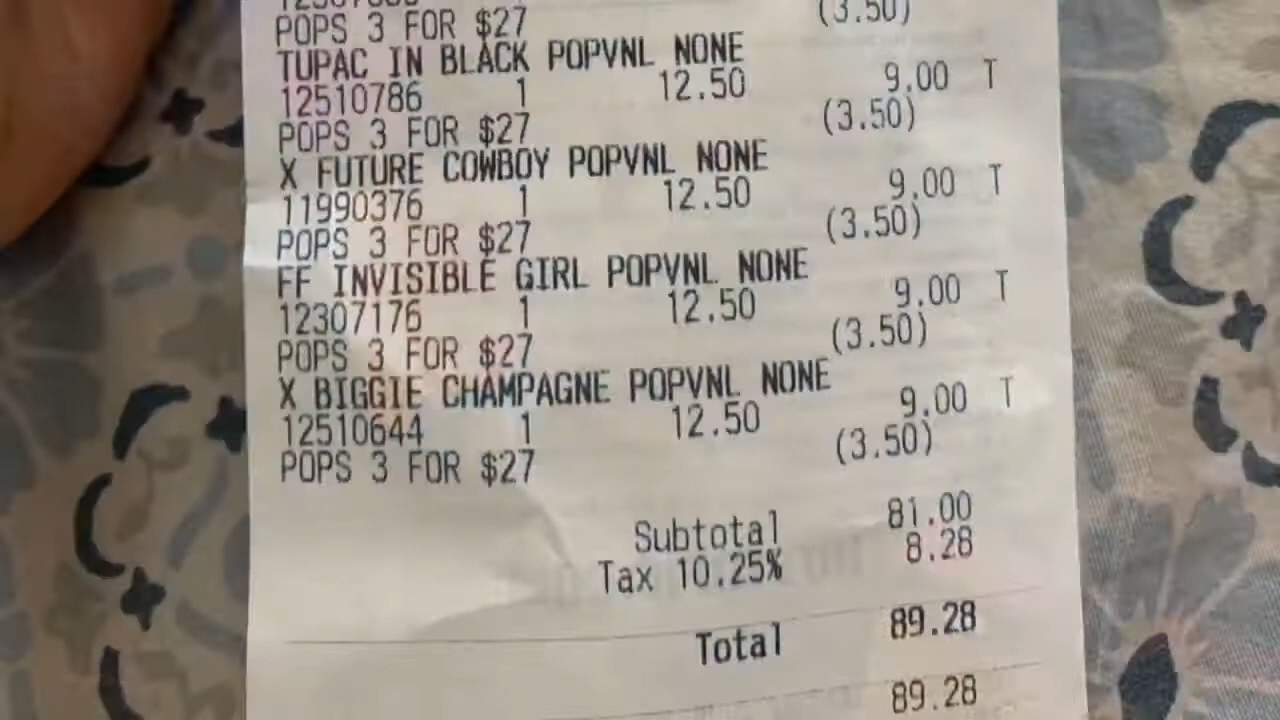 POPS 3 FOR $27 (3.50)
TUPAC IN BLACK POPVNL NONE
12510786 1 12.50 9.00 T
POPS 3 FOR $27 (3.50)
X FUTURE COWBOY POPVNL NONE
11990376 1 12.50 9.00 T
POPS 3 FOR $27 (3.50)
FF INVISIBLE GIRL POPVNL NONE
12307176 1 12.50 9.00 T
POPS 3 FOR $27 (3.50)
X BIGGIE CHAMPAGNE POPVNL NONE
12510644 1 12.50 9.00 T
POPS 3 FOR $27 (3.50)
Subtotal 81.00
Tax 10.25% 8.28
Total 89.28
89.28